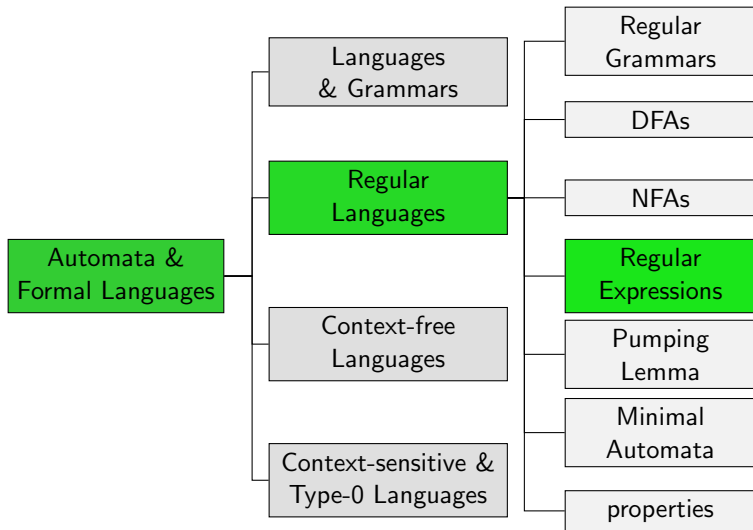 Automata &
Formal Languages
Languages
& Grammars
Regular
Languages
Context-free
Languages
Context-sensitive &
Type-0 Languages
Regular
Grammars
DFAs
NFAs
Regular
Expressions
Pumping
Lemma
Minimal
Automata
properties